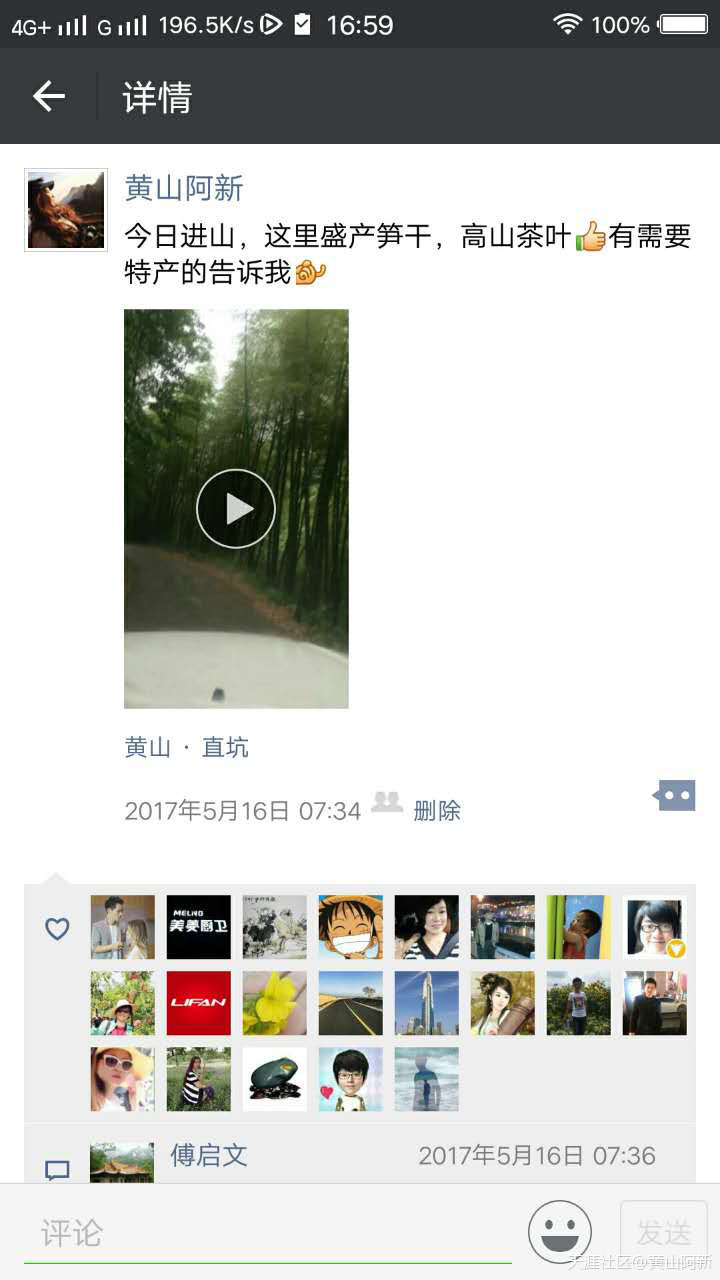 4G+ G 196.5K/s 16:59 100%
详情
黄山阿新
今日进山，这里盛产笋干，高山茶叶👍有需要
特产的告诉我
黄山 · 直坑
2017年5月16日 07:34 删除
MELNG
美美厨卫
LIFAN
傅启文 2017年5月16日 07:36
评论 发送
天涯社区@黄山阿新